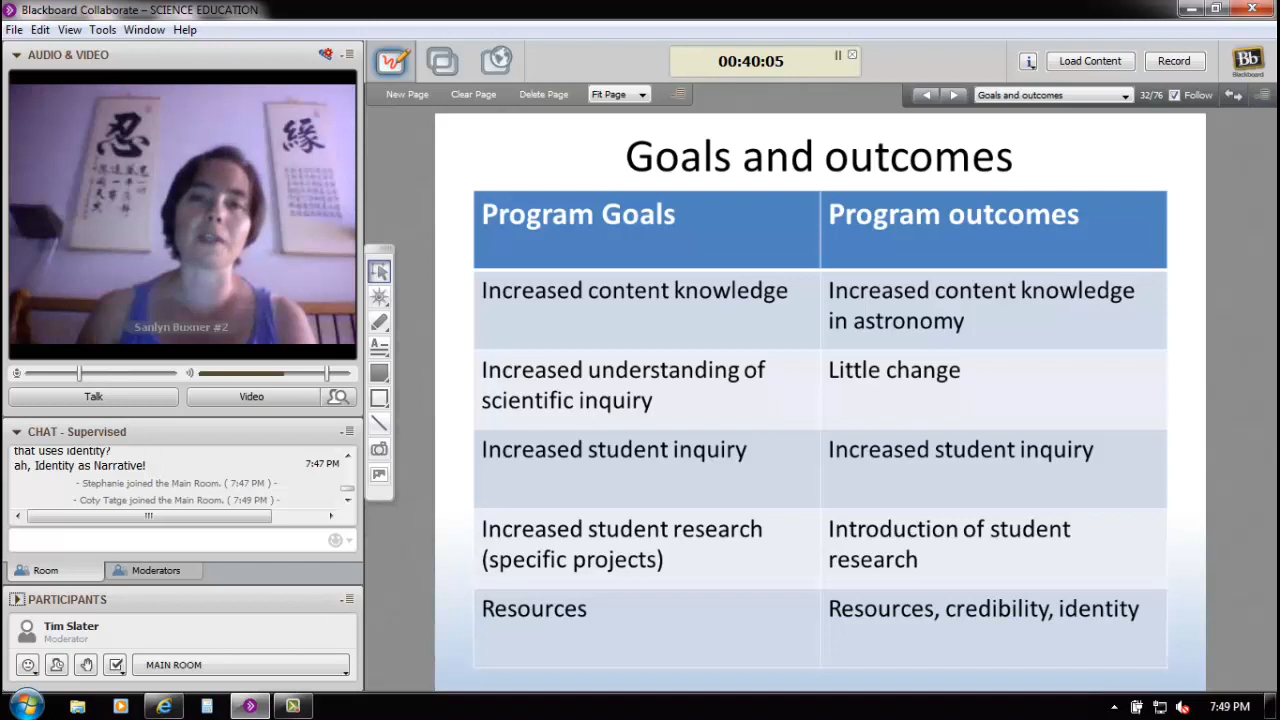 Blackboard Collaborate – SCIENCE EDUCATION
File Edit View Tools Window Help
AUDIO & VIDEO
忍
緣
Sanlyn Buxner #2
Talk
Video
CHAT - Supervised
that uses identity?
ah, Identity as Narrative!
7:47 PM
- Stephanie joined the Main Room. ( 7:47 PM ) -
- Coty Tatge joined the Main Room. ( 7:49 PM ) -
Room
Moderators
PARTICIPANTS
Tim Slater
Moderator
MAIN ROOM
00:40:05
Load Content
Record
Bb
Blackboard
New Page
Clear Page
Delete Page
Fit Page
Goals and outcomes
32/76
Follow
Goals and outcomes
Program Goals
Program outcomes
Increased content knowledge
Increased content knowledge
in astronomy
Increased understanding of
scientific inquiry
Little change
Increased student inquiry
Increased student inquiry
Increased student research
(specific projects)
Introduction of student
research
Resources
Resources, credibility, identity
7:49 PM